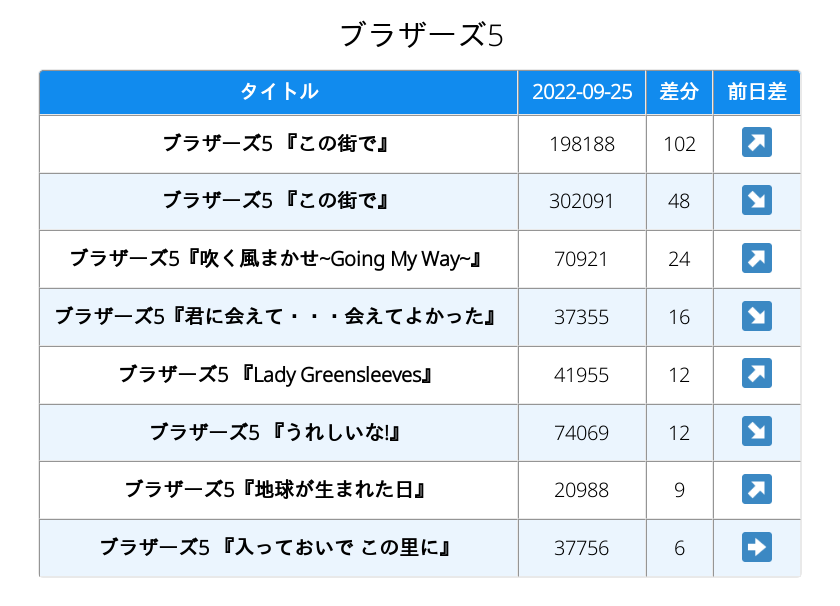 ブラザーズ5
タイトル 2022-09-25 差分 前日差
ブラザーズ5 『この街で』 198188 102 ↗
ブラザーズ5 『この街で』 302091 48 ↘
ブラザーズ5『吹く風まかせ~Going My Way~』 70921 24 ↗
ブラザーズ5『君に会えて・・・会えてよかった』 37355 16 ↘
ブラザーズ5 『Lady Greensleeves』 41955 12 ↗
ブラザーズ5 『うれしいな!』 74069 12 ↘
ブラザーズ5『地球が生まれた日』 20988 9 ↗
ブラザーズ5 『入っておいで この里に』 37756 6 ➡